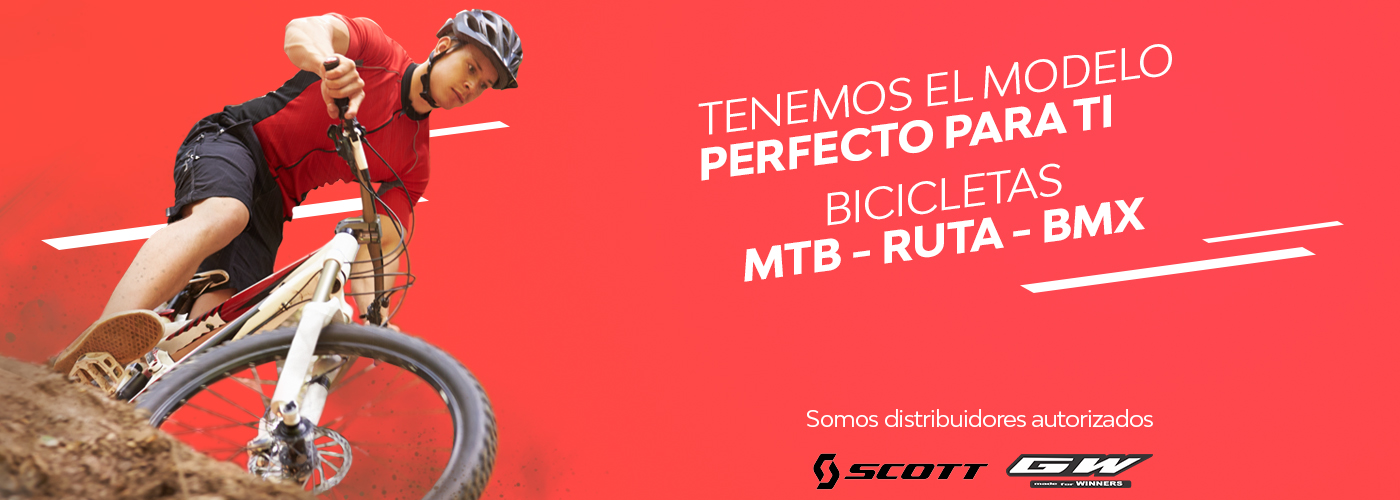 TENEMOS EL MODELO
PERFECTO PARA TI
BICICLETAS
MTB - RUTA - BMX
Somos distribuidores autorizados
SCOTT
GW
made for WINNERS